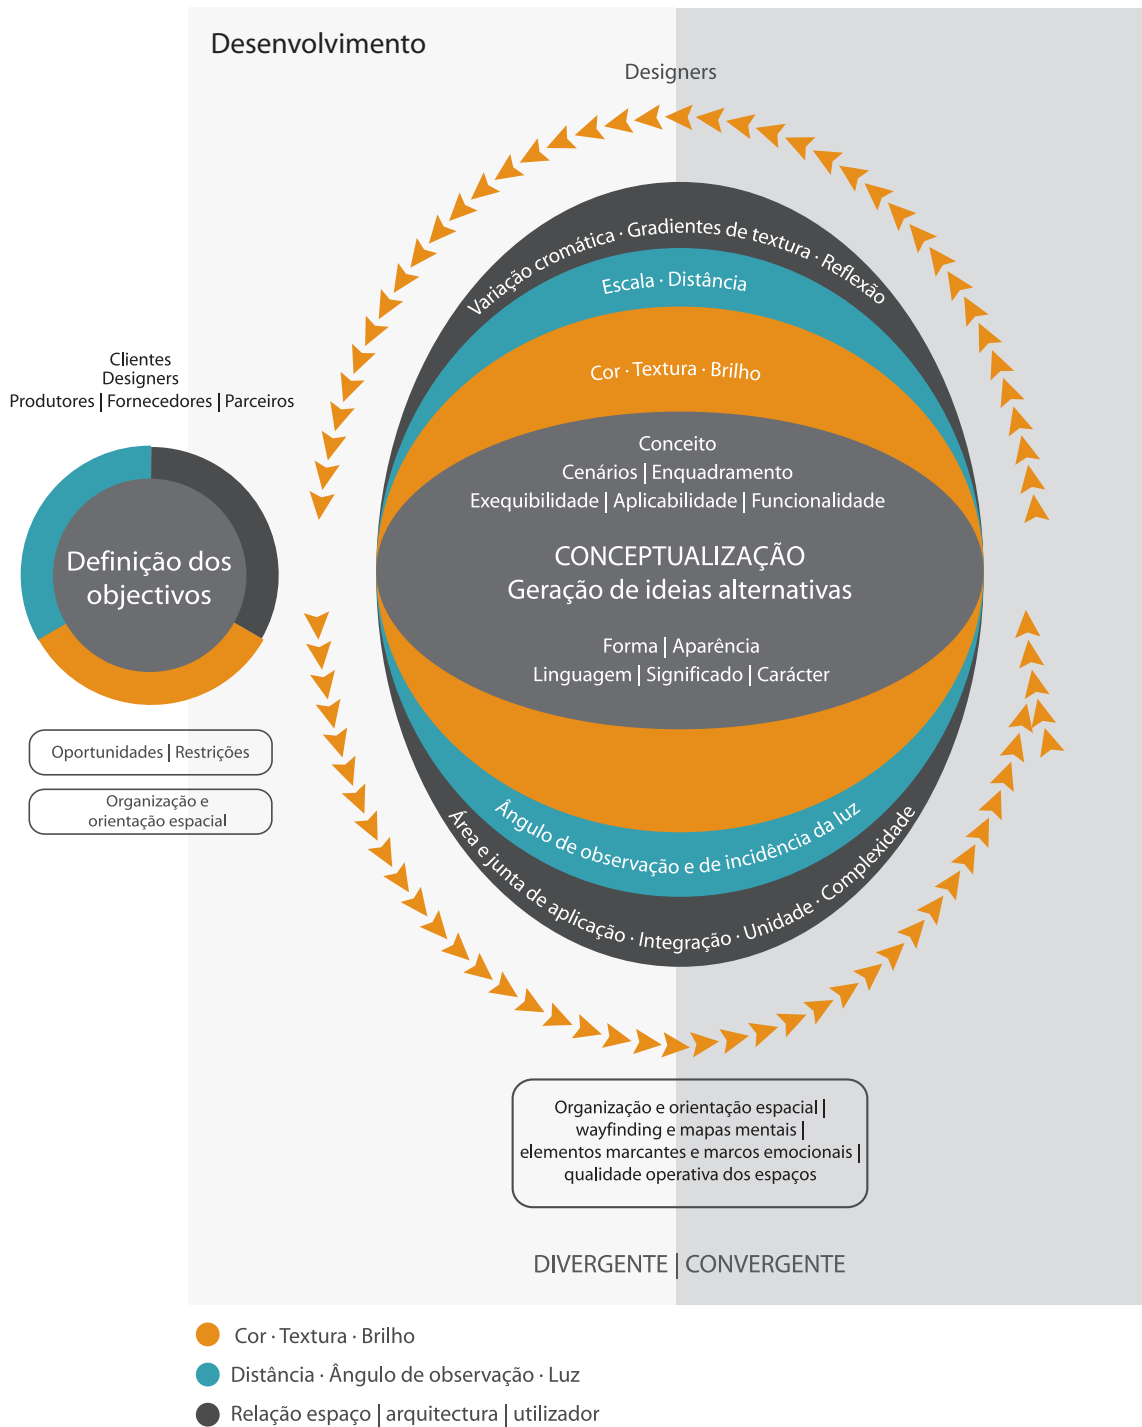 Desenvolvimento
Designers
Variação cromática · Gradientes de textura · Reflexão
Escala · Distância
Cor · Textura · Brilho
Clientes
Designers
Produtores | Fornecedores | Parceiros
Definição dos
objectivos
Oportunidades | Restrições
Organização e
orientação espacial
Conceito
Cenários | Enquadramento
Exequibilidade | Aplicabilidade | Funcionalidade
CONCEPTUALIZAÇÃO
Geração de ideias alternativas
Forma | Aparência
Linguagem | Significado | Carácter
Ângulo de observação e de incidência da luz
Área e junta de aplicação · Integração · Unidade · Complexidade
Organização e orientação espacial |
wayfinding e mapas mentais |
elementos marcantes e marcos emocionais |
qualidade operativa dos espaços
DIVERGENTE | CONVERGENTE
Cor · Textura · Brilho
Distância · Ângulo de observação · Luz
Relação espaço | arquitectura | utilizador